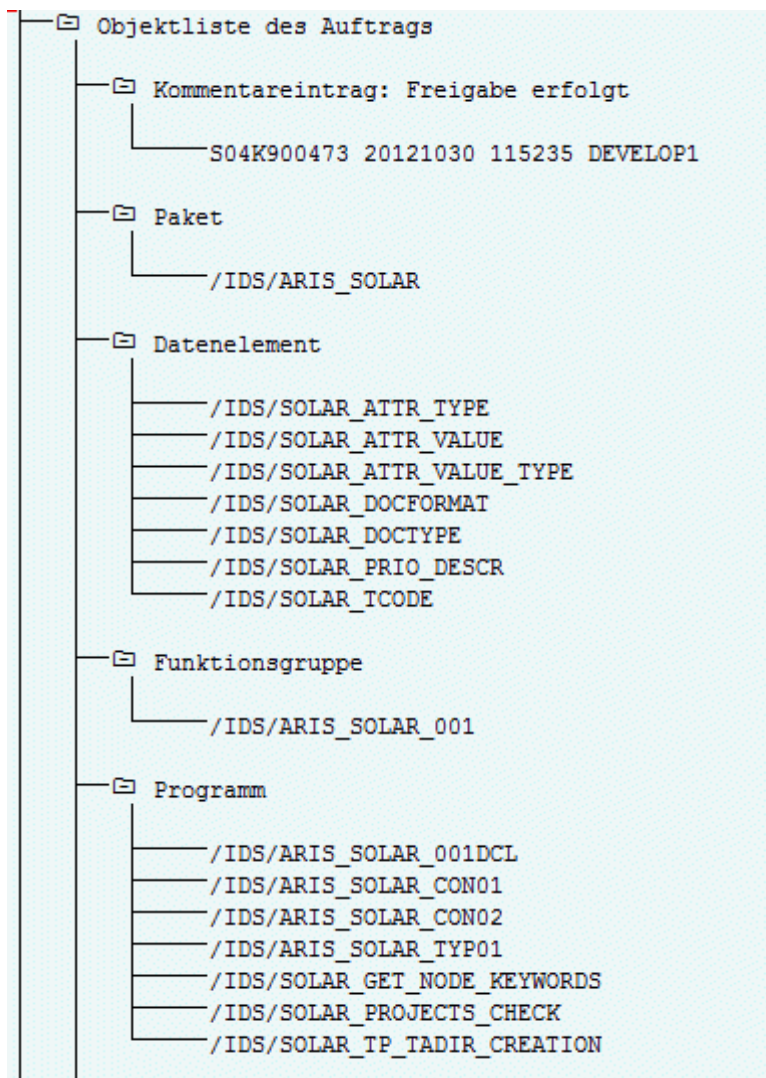 Objektliste des Auftrags
Kommentareintrag: Freigabe erfolgt
S04K900473 20121030 115235 DEVELOP1
Paket
/IDS/ARIS_SOLAR
Datenelement
/IDS/SOLAR_ATTR_TYPE
/IDS/SOLAR_ATTR_VALUE
/IDS/SOLAR_ATTR_VALUE_TYPE
/IDS/SOLAR_DOCFORMAT
/IDS/SOLAR_DOCTYPE
/IDS/SOLAR_PRIO_DESCR
/IDS/SOLAR_TCODE
Funktionsgruppe
/IDS/ARIS_SOLAR_001
Programm
/IDS/ARIS_SOLAR_001DCL
/IDS/ARIS_SOLAR_CON01
/IDS/ARIS_SOLAR_CON02
/IDS/ARIS_SOLAR_TYP01
/IDS/SOLAR_GET_NODE_KEYWORDS
/IDS/SOLAR_PROJECTS_CHECK
/IDS/SOLAR_TP_TADIR_CREATION